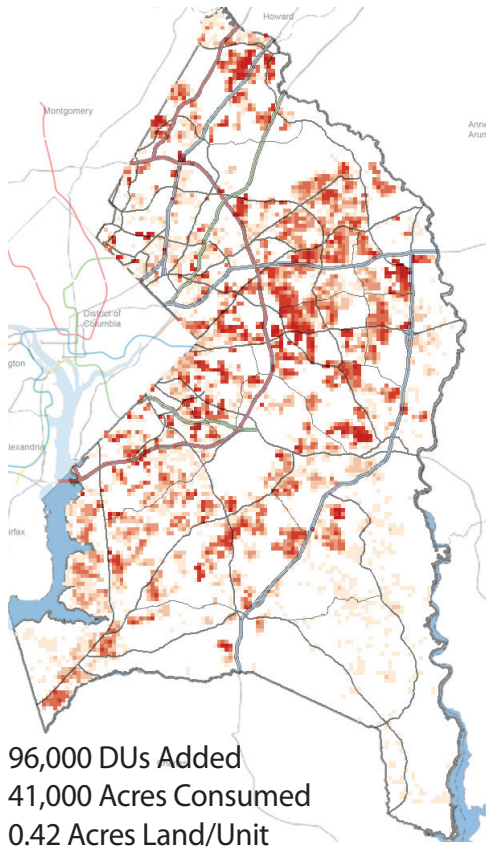 Howard
Montgomery
Anne
Arun
District of
Columbia
ngton
lexandria
irfax
96,000 DUs Added
41,000 Acres Consumed
0.42 Acres Land/Unit